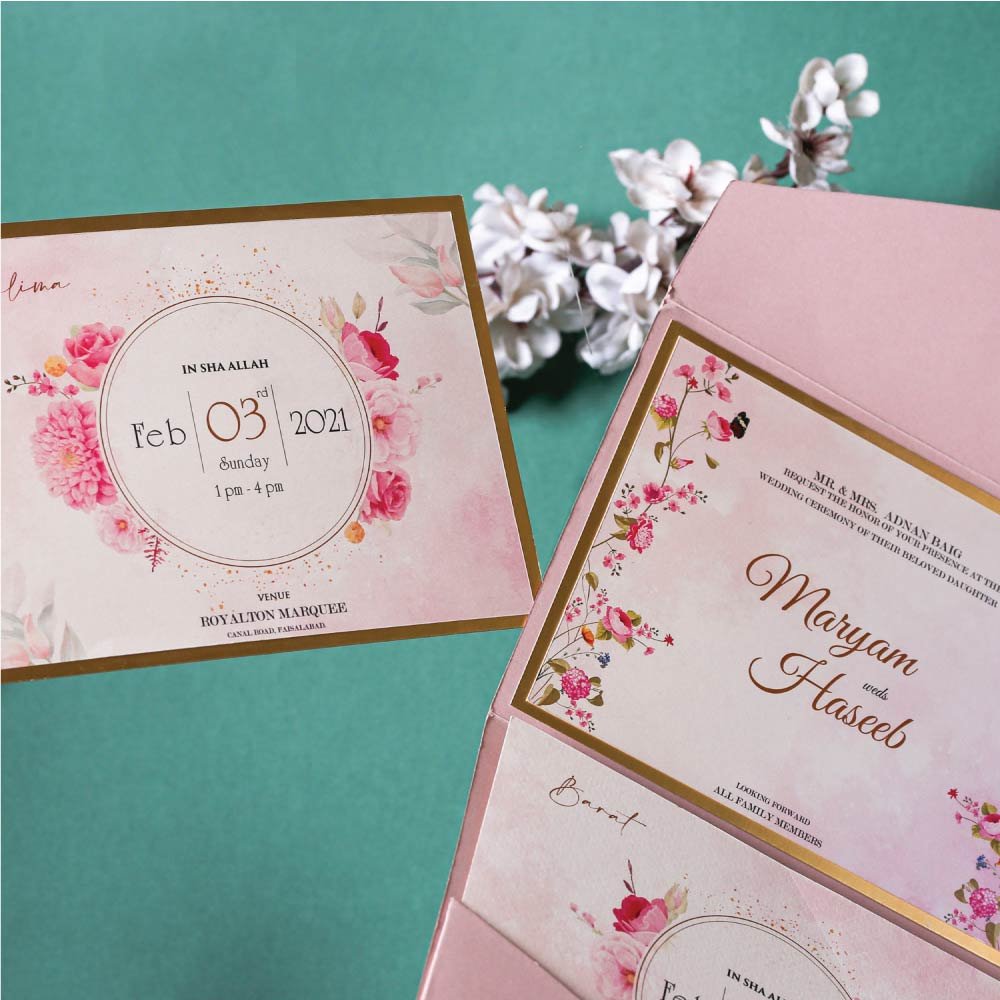 lima
IN SHA ALLAH
Feb 03rd 2021
Sunday
1 pm - 4 pm
VENUE
ROYALTON MARQUEE
CANAL ROAD, FAISALABAD.
MR. & MRS. ADNAN BAIG
REQUEST THE HONOR OF YOUR PRESENCE AT THE
WEDDING CEREMONY OF THEIR BELOVED DAUGHTER
Maryam
weds
Haseeb
LOOKING FORWARD
ALL FAMILY MEMBERS
Barat
IN SHA ALLAH
Feb